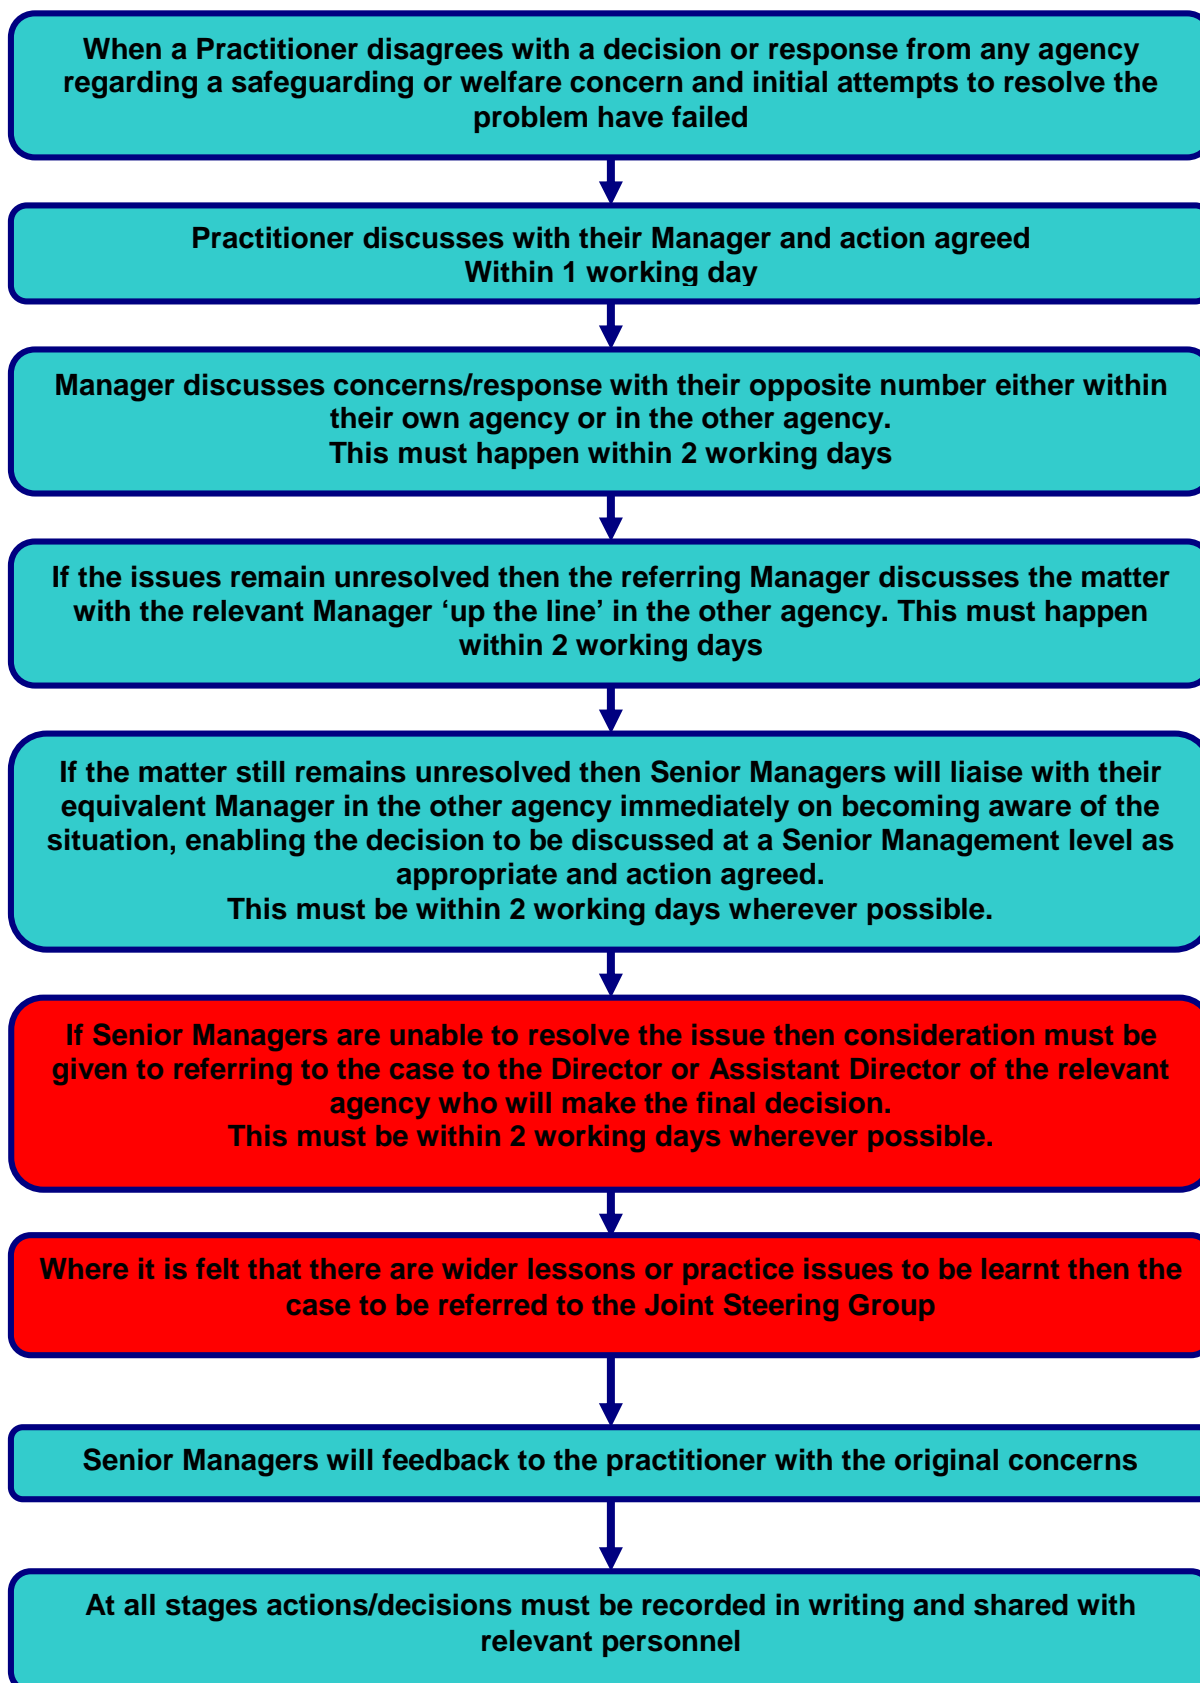 When a Practitioner disagrees with a decision or response from any agency
regarding a safeguarding or welfare concern and initial attempts to resolve the
problem have failed
Practitioner discusses with their Manager and action agreed
Within 1 working day
Manager discusses concerns/response with their opposite number either within
their own agency or in the other agency.
This must happen within 2 working days
If the issues remain unresolved then the referring Manager discusses the matter
with the relevant Manager ‘up the line’ in the other agency. This must happen
within 2 working days
If the matter still remains unresolved then Senior Managers will liaise with their
equivalent Manager in the other agency immediately on becoming aware of the
situation, enabling the decision to be discussed at a Senior Management level as
appropriate and action agreed.
This must be within 2 working days wherever possible.
If Senior Managers are unable to resolve the issue then consideration must be
given to referring to the case to the Director or Assistant Director of the relevant
agency who will make the final decision.
This must be within 2 working days wherever possible.
Where it is felt that there are wider lessons or practice issues to be learnt then the
case to be referred to the Joint Steering Group
Senior Managers will feedback to the practitioner with the original concerns
At all stages actions/decisions must be recorded in writing and shared with
relevant personnel